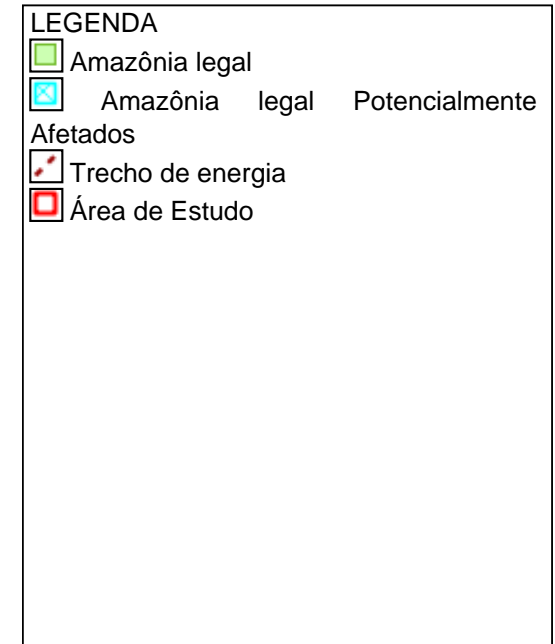 LEGENDA
Amazônia legal
Amazônia legal Potencialmente
Afetados
Trecho de energia
Área de Estudo